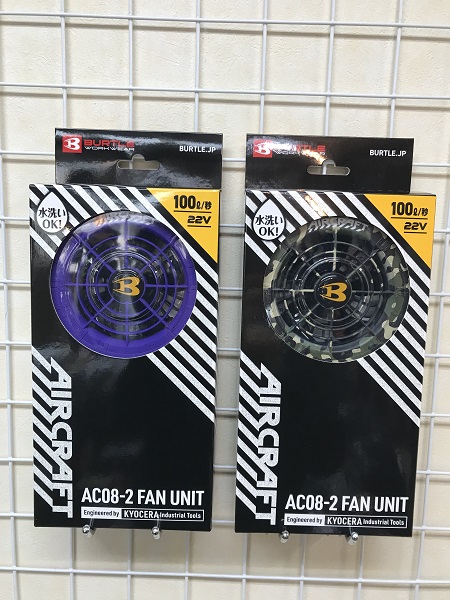 B BURTLE
WORKWEAR
BURTLE.JP
水洗い
OK!
100ℓ/秒
22V
B
AIRCRAFT
AC08-2 FAN UNIT
Engineered by KYOCERA Industrial Tools
B BURTLE
WORKWEAR
BURTLE.JP
水洗い
OK!
100ℓ/秒
22V
B
AIRCRAFT
AC08-2 FAN UNIT
Engineered by KYOCERA Industrial Tools